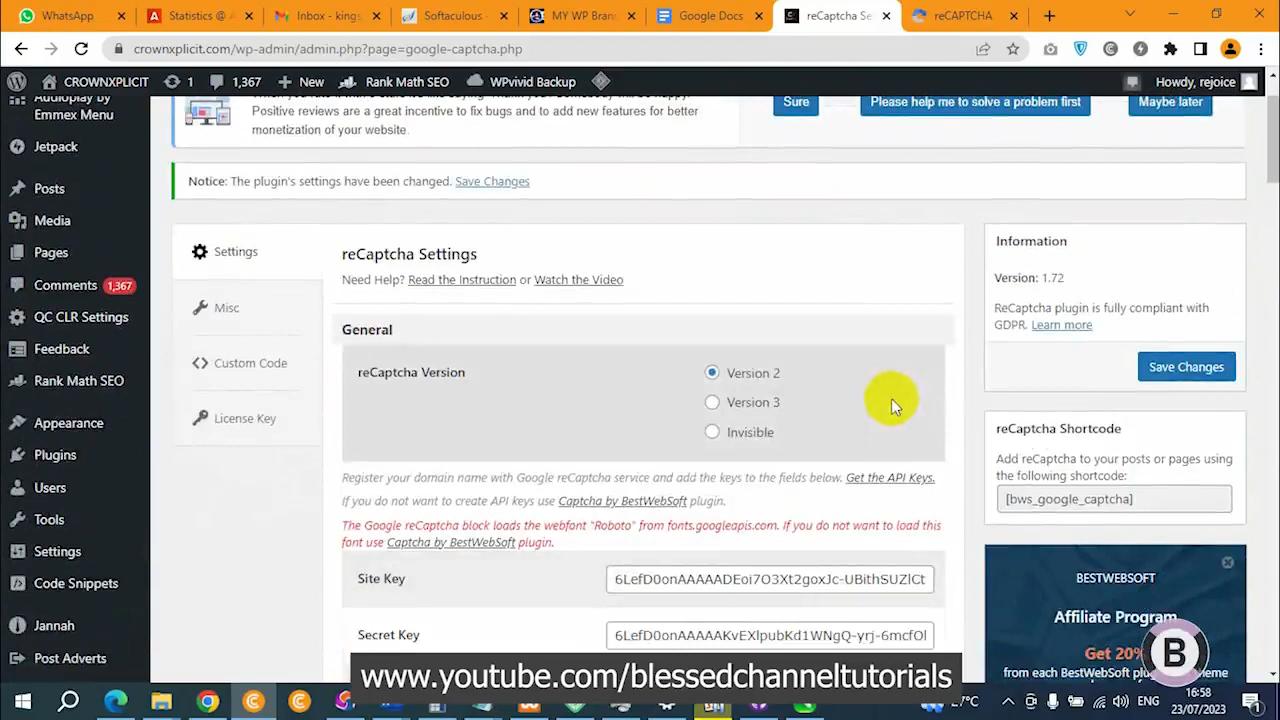 WhatsApp
Statistics @ A
Inbox - kings
Softaculous -
MY WP Bran
Google Docs
reCaptcha Se
reCAPTCHA
crownxplicit.com/wp-admin/admin.php?page=google-captcha.php
CROWNXPLICIT
1
1,367
New
Rank Math SEO
WPvivid Backup
Howdy, rejoice
Audioplay by
Emmex Menu
Jetpack
Posts
Media
Pages
Comments 1,367
QC CLR Settings
Feedback
Rank Math SEO
Appearance
Plugins
Users
Tools
Settings
Code Snippets
Jannah
Post Adverts
Positive reviews are a great incentive to fix bugs and to add new features for better
monetization of your website.
Sure
Please help me to solve a problem first
Maybe later
Notice: The plugin's settings have been changed. Save Changes
Settings
Misc
Custom Code
License Key
reCaptcha Settings
Need Help? Read the Instruction or Watch the Video
General
reCaptcha Version
Version 2
Version 3
Invisible
Register your domain name with Google reCaptcha service and add the keys to the fields below. Get the API Keys.
If you do not want to create API keys use Captcha by BestWebSoft plugin.
The Google reCaptcha block loads the webfont "Roboto" from fonts.googleapis.com. If you do not want to load this
font use Captcha by BestWebSoft plugin.
Site Key
6LefD0onAAAAADEoi7O3Xt2goxJc-UBithSUZlCt
Secret Key
6LefD0onAAAAAKvEXlpubKd1WNgQ-yrj-6mcfOl
Information
Version: 1.72
ReCaptcha plugin is fully compliant with
GDPR. Learn more
Save Changes
reCaptcha Shortcode
Add reCaptcha to your posts or pages using
the following shortcode:
[bws_google_captcha]
BESTWEBSOFT
Affiliate Program
Get 20%
from each BestWebSoft plugin
B
www.youtube.com/blessedchanneltutorials
27°C
ENG
16:58
23/07/2023
1